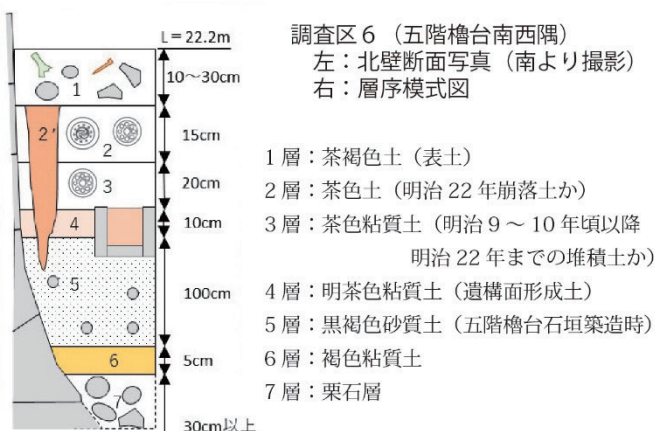 L＝22.2m
10～30cm
1
2’
2
15cm
3
20cm
4
10cm
5
100cm
6
5cm
7
30cm以上
調査区６（五階櫓台南西隅）
左：北壁断面写真（南より撮影）
右：層序模式図
1層：茶褐色土（表土）
2層：茶色土（明治22年崩落土か）
3層：茶色粘質土（明治9～10年頃以降
明治22年までの堆積土か）
4層：明茶色粘質土（遺構面形成土）
5層：黒褐色砂質土（五階櫓台石垣築造時）
6層：褐色粘質土
7層：栗石層